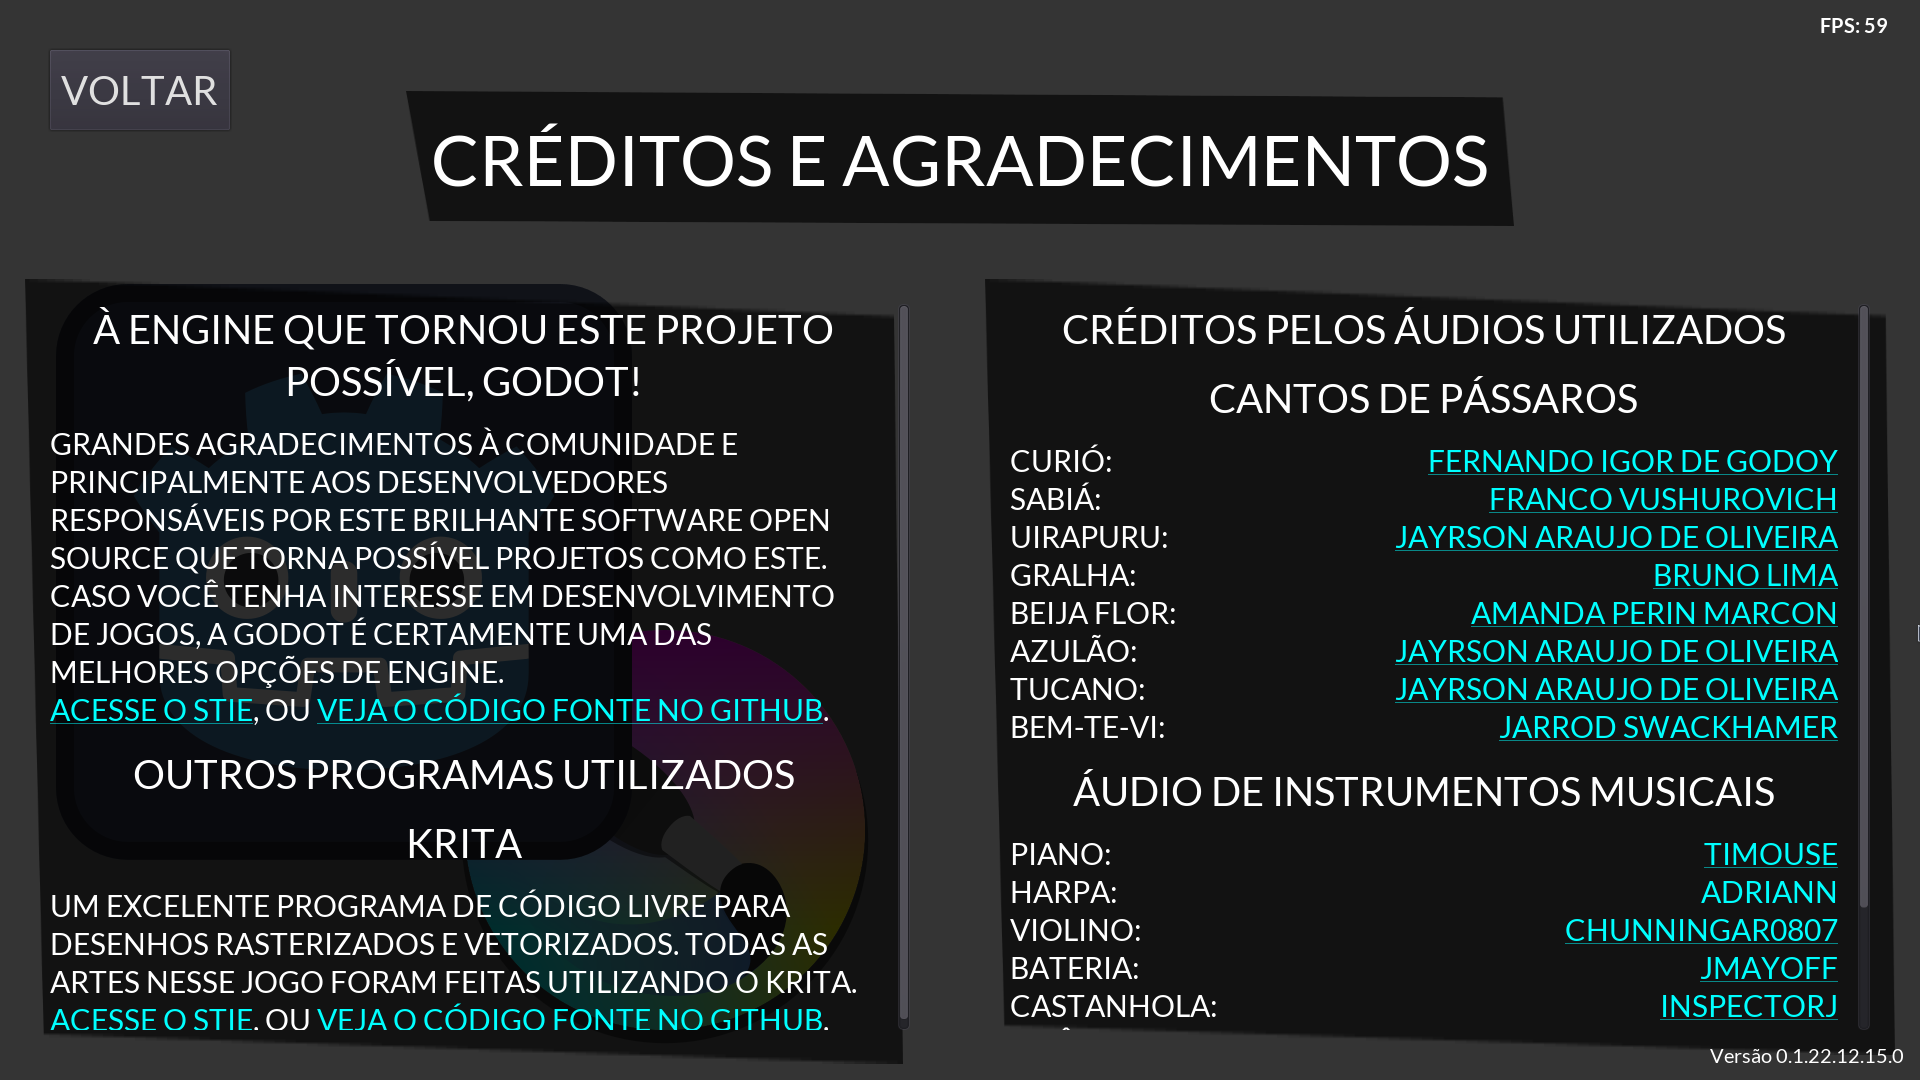 FPS: 59
VOLTAR
CRÉDITOS E AGRADECIMENTOS
À ENGINE QUE TORNOU ESTE PROJETO
POSSÍVEL, GODOT!
GRANDES AGRADECIMENTOS À COMUNIDADE E
PRINCIPALMENTE AOS DESENVOLVEDORES
RESPONSÁVEIS POR ESTE BRILHANTE SOFTWARE OPEN
SOURCE QUE TORNA POSSÍVEL PROJETOS COMO ESTE.
CASO VOCÊ TENHA INTERESSE EM DESENVOLVIMENTO
DE JOGOS, A GODOT É CERTAMENTE UMA DAS
MELHORES OPÇÕES DE ENGINE.
ACESSE O STIE, OU VEJA O CÓDIGO FONTE NO GITHUB.
OUTROS PROGRAMAS UTILIZADOS
KRITA
UM EXCELENTE PROGRAMA DE CÓDIGO LIVRE PARA
DESENHOS RASTERIZADOS E VETORIZADOS. TODAS AS
ARTES NESSE JOGO FORAM FEITAS UTILIZANDO O KRITA.
ACESSE O STIE, OU VEJA O CÓDIGO FONTE NO GITHUB.
CRÉDITOS PELOS ÁUDIOS UTILIZADOS
CANTOS DE PÁSSAROS
CURIÓ: FERNANDO IGOR DE GODOY
SABIÁ: FRANCO VUSHUROVICH
UIRAPURU: JAYRSON ARAUJO DE OLIVEIRA
GRALHA: BRUNO LIMA
BEIJA FLOR: AMANDA PERIN MARCON
AZULÃO: JAYRSON ARAUJO DE OLIVEIRA
TUCANO: JAYRSON ARAUJO DE OLIVEIRA
BEM-TE-VI: JARROD SWACKHAMER
ÁUDIO DE INSTRUMENTOS MUSICAIS
PIANO: TIMOUSE
HARPA: ADRIANN
VIOLINO: CHUNNINGAR0807
BATERIA: JMAYOFF
CASTANHOLA: INSPECTORJ
Versão 0.1.22.12.15.0